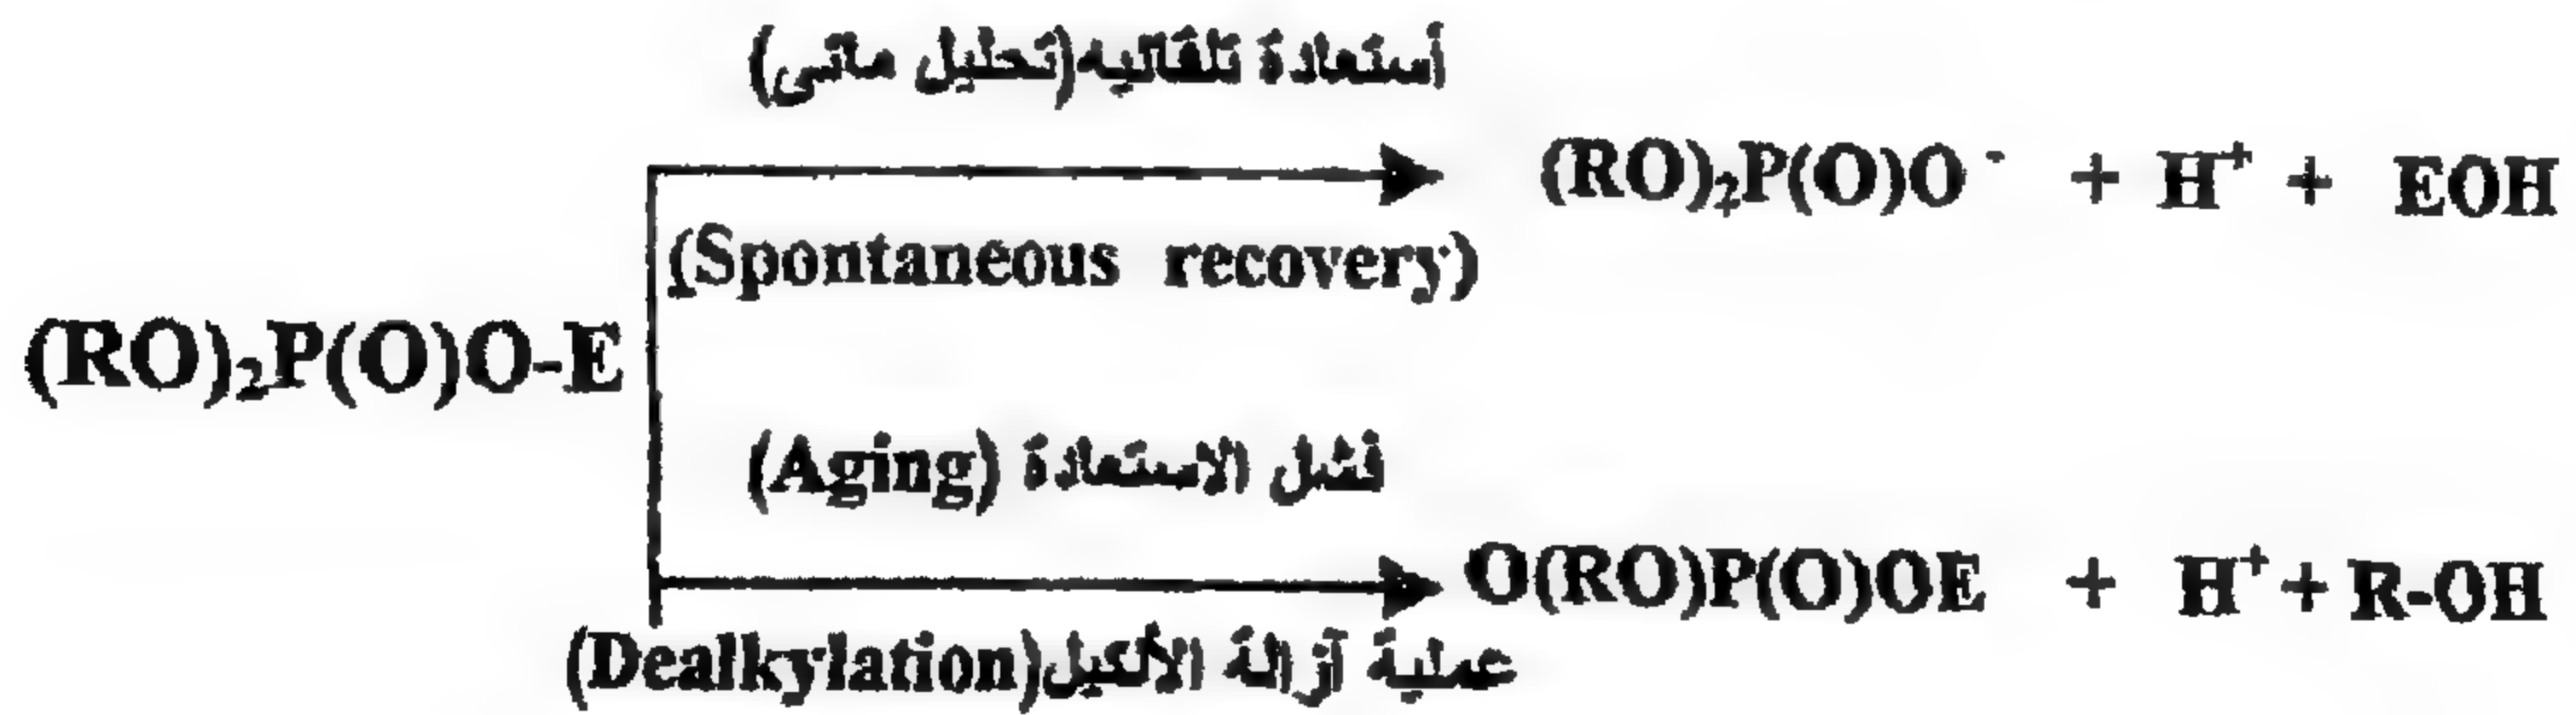 أستعادة تلقائيه(تحليل مائى)
(RO)₂P(O)O⁻ + H⁺ + EOH
(Spontaneous recovery)
(RO)₂P(O)O-E
فشل الاستعادة (Aging)
O(RO)P(O)OE + H⁺ + R-OH
عملية آزالة الألكيل(Dealkylation)